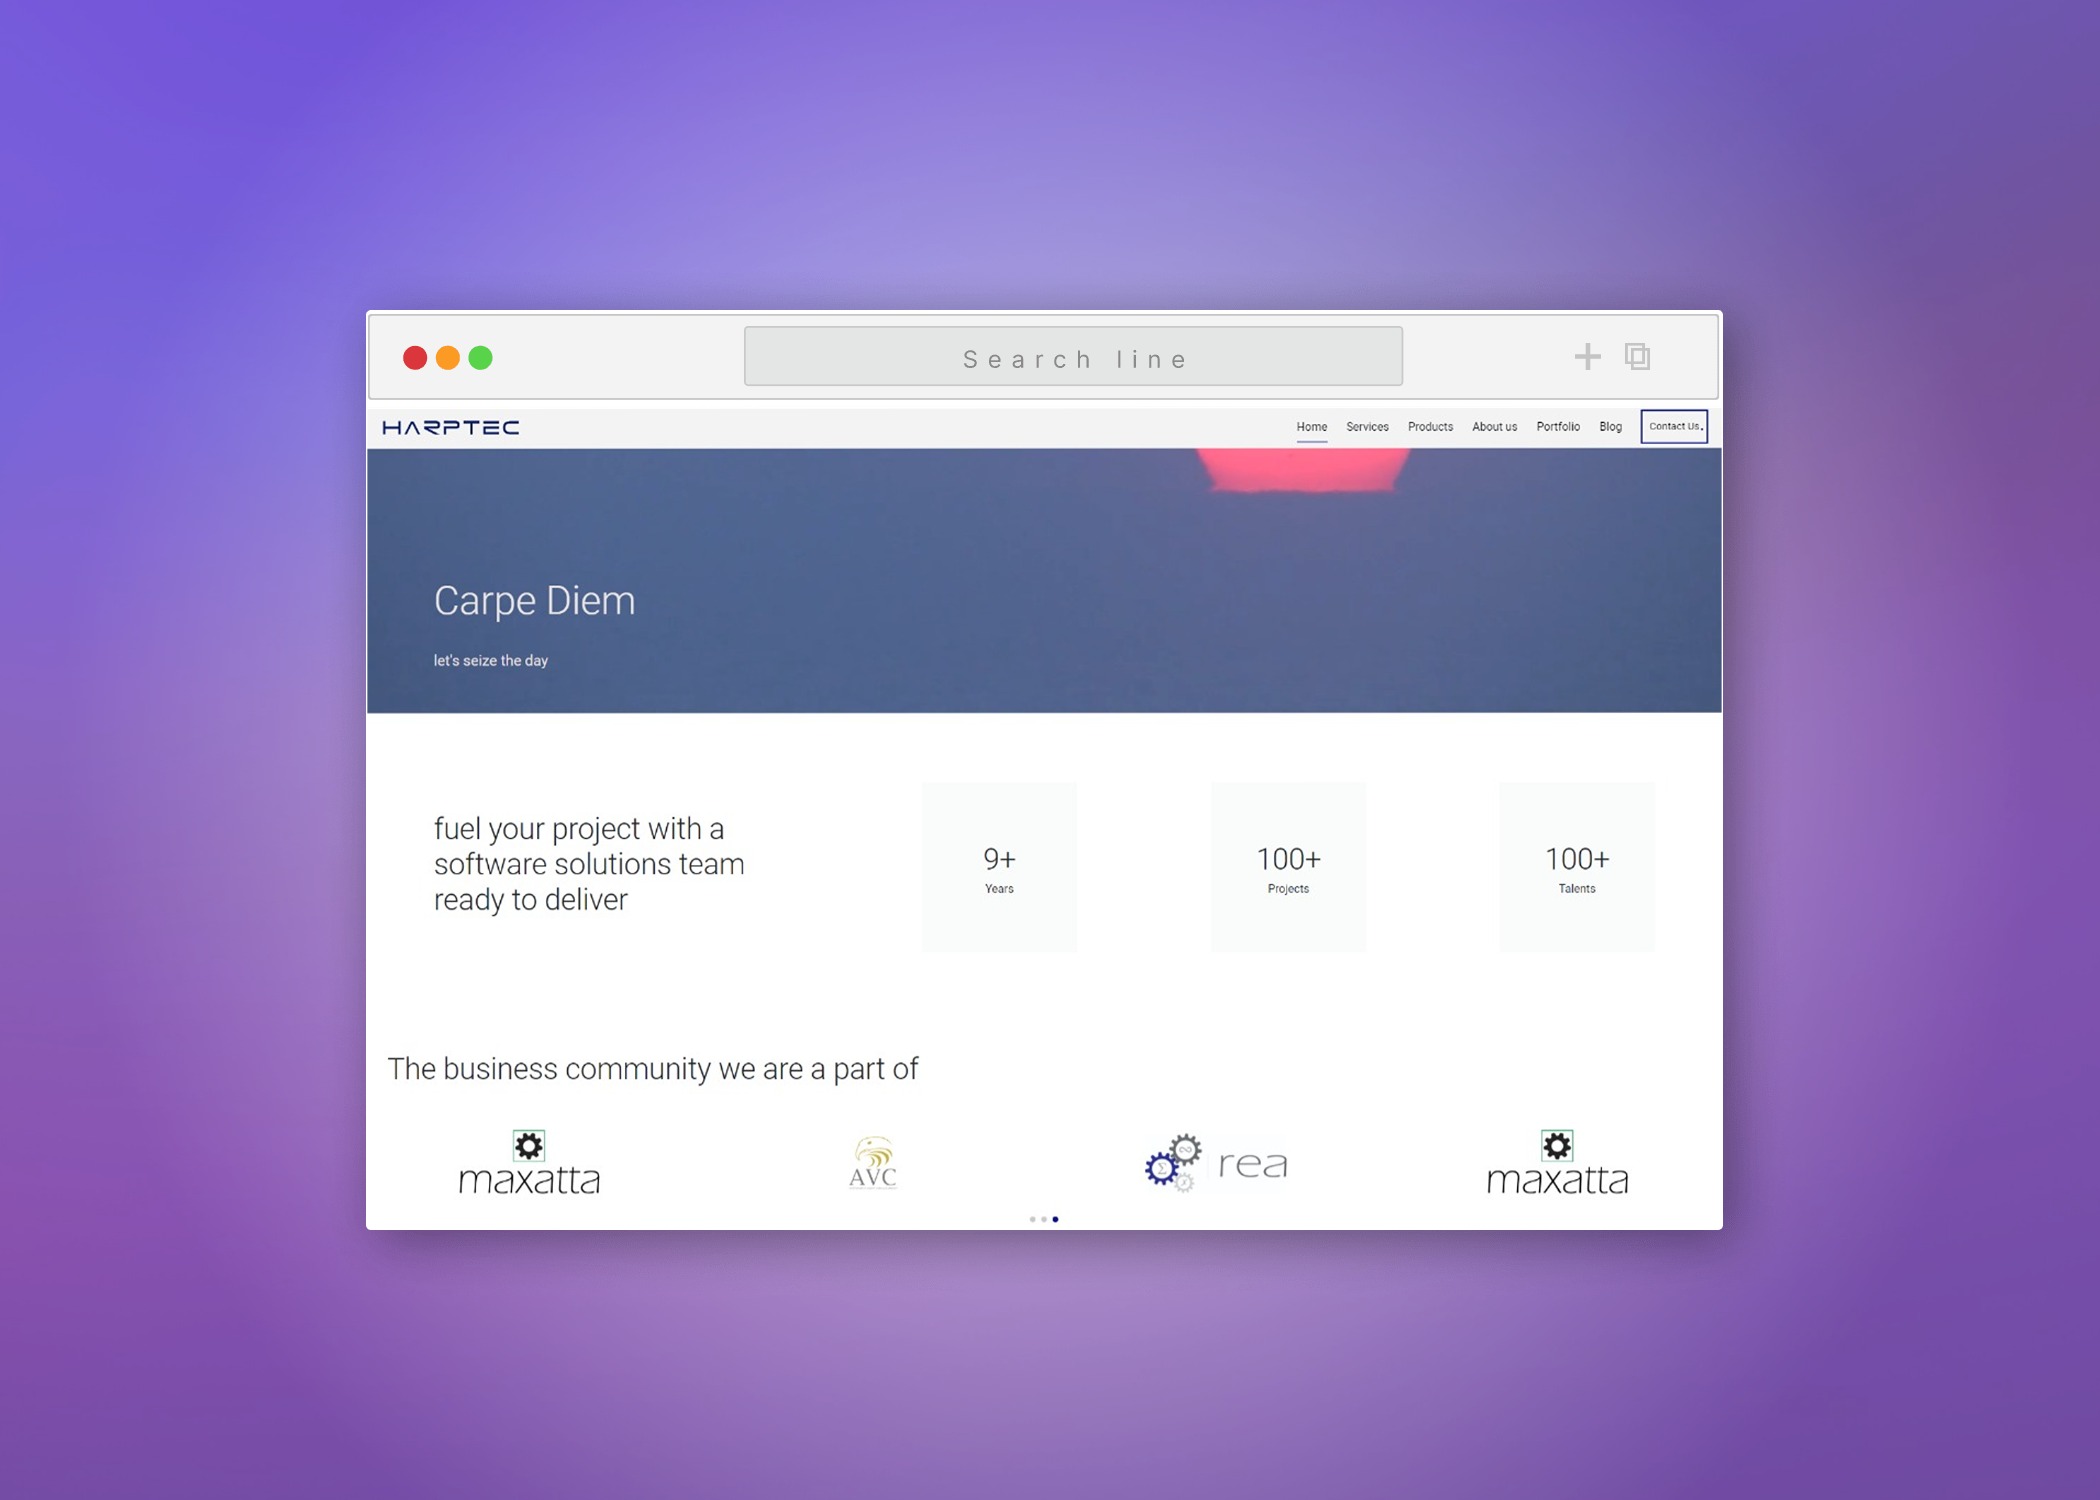 Search line
HARPTEC
Home Services Products About us Portfolio Blog Contact Us.
Carpe Diem
let's seize the day
fuel your project with a
software solutions team
ready to deliver
9+
Years
100+
Projects
100+
Talents
The business community we are a part of
maxatta
AVC
rea
maxatta